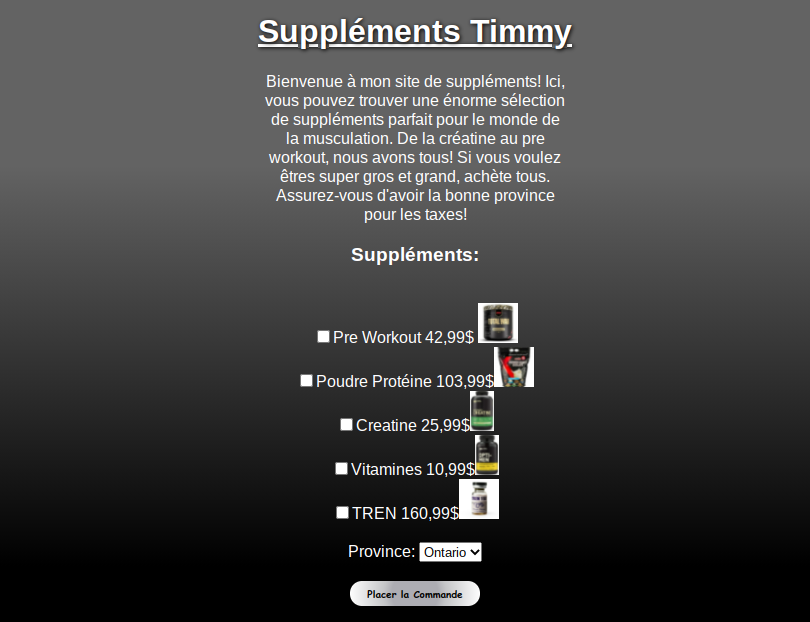 Suppléments Timmy
Bienvenue à mon site de suppléments! Ici,
vous pouvez trouver une énorme sélection
de suppléments parfait pour le monde de
la musculation. De la créatine au pre
workout, nous avons tous! Si vous voulez
êtres super gros et grand, achète tous.
Assurez-vous d'avoir la bonne province
pour les taxes!
Suppléments:
Pre Workout 42,99$
Poudre Protéine 103,99$
Creatine 25,99$
Vitamines 10,99$
TREN 160,99$
Province: Ontario
Placer la Commande